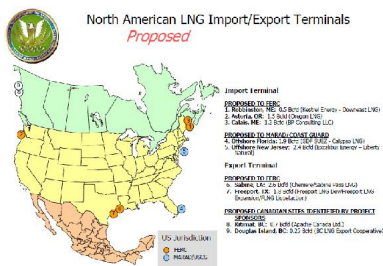 North American LNG Import/Export Terminals
Proposed
Import Terminal
PROPOSED TO FERC
1. Robbinston, ME: 0.5 Bcfd (Kestrel Energy - Downeast LNG)
2. Astoria, OR: 1.5 Bcfd (Oregon LNG)
3. Calais, ME: 1.2 Bcfd (BP Consulting LLC)
PROPOSED TO MARAD/COAST GUARD
4. Offshore Florida: 1.9 Bcfd (GDF SUEZ - Calypso LNG)
5. Offshore New Jersey: 2.4 Bcfd (Excalibur Energy - Liberty
Natural)
Export Terminal
PROPOSED TO FERC
6. Sabine, LA: 2.6 Bcfd (Cheniere/Sabine Pass LNG)
7. Freeport, TX: 1.8 Bcfd (Freeport LNG Dev/Freeport LNG
Expansion/FLNG Liquefaction)
PROPOSED CANADIAN SITES IDENTIFIED BY PROJECT
SPONSORS
8. Kitimat, BC: 0.7 Bcfd (Apache Canada Ltd.)
9. Douglas Island, BC: 0.25 Bcfd (BC LNG Export Cooperative)
US Jurisdiction
FERC
MARAD/USCG